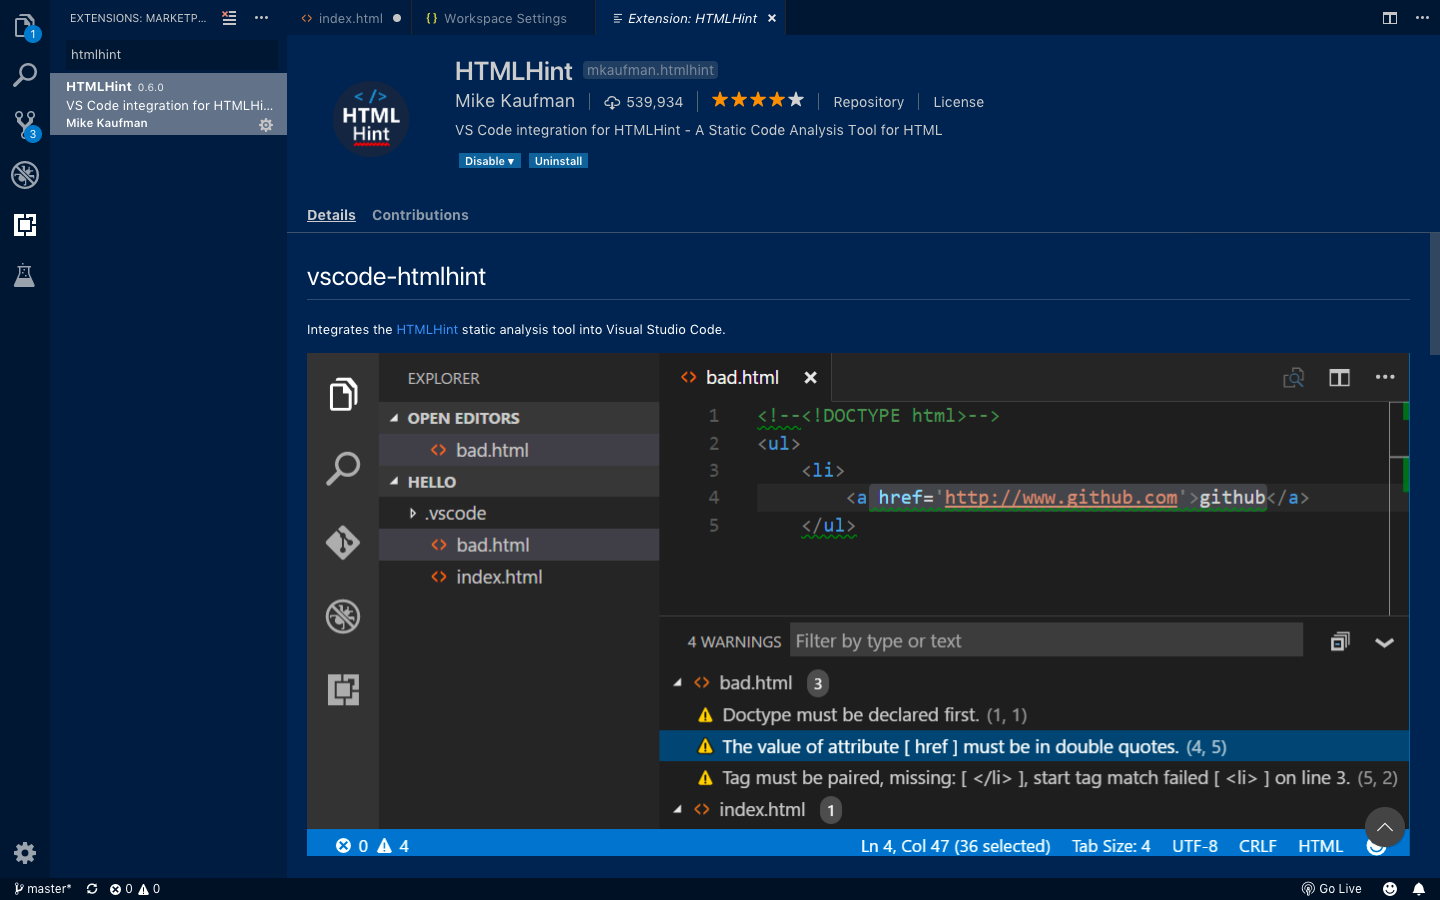 EXTENSIONS: MARKETP...
index.html
{} Workspace Settings
Extension: HTMLHint
1
htmlhint
HTMLHint 0.6.0
VS Code integration for HTMLHi...
Mike Kaufman
3
</>
HTML
Hint
HTMLHint mkaufman.htmlhint
Mike Kaufman 539,934 Repository License
VS Code integration for HTMLHint - A Static Code Analysis Tool for HTML
Disable Uninstall
Details Contributions
vscode-htmlhint
Integrates the HTMLHint static analysis tool into Visual Studio Code.
EXPLORER
OPEN EDITORS
bad.html
HELLO
.vscode
bad.html
index.html
bad.html
1 <!--<!DOCTYPE html>-->
2 <ul>
3 <li>
4 <a href='http://www.github.com'>github</a>
5 </ul>
4 WARNINGS Filter by type or text
bad.html 3
Doctype must be declared first. (1, 1)
The value of attribute [ href ] must be in double quotes. (4, 5)
Tag must be paired, missing: [ </li> ], start tag match failed [ <li> ] on line 3. (5, 2)
index.html 1
0 4 Ln 4, Col 47 (36 selected) Tab Size: 4 UTF-8 CRLF HTML
master* 0 0 Go Live